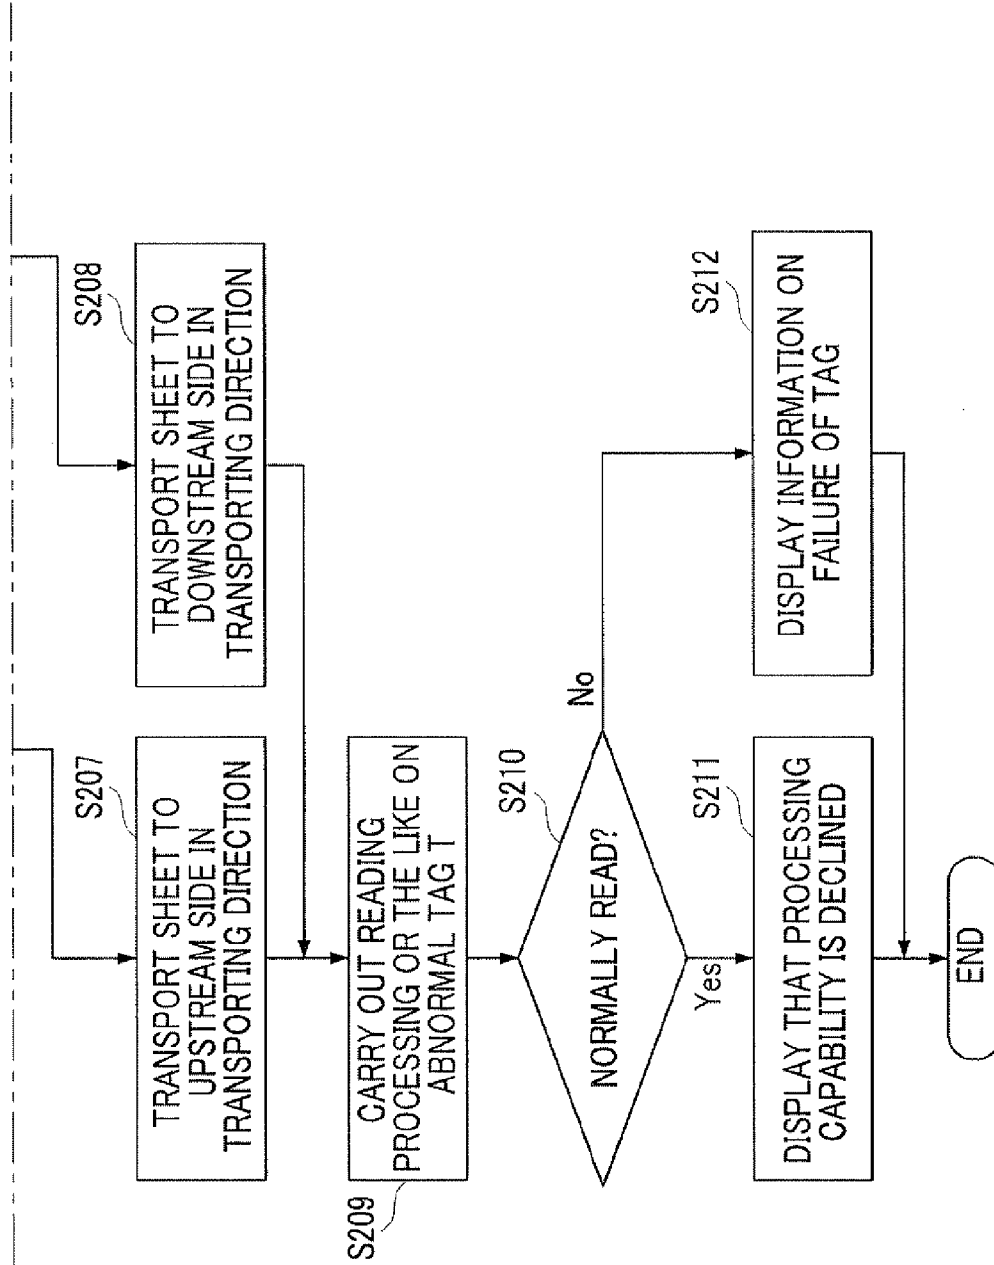 S207
TRANSPORT SHEET TO
UPSTREAM SIDE IN
TRANSPORTING DIRECTION
S208
TRANSPORT SHEET TO
DOWNSTREAM SIDE IN
TRANSPORTING DIRECTION
S209
CARRY OUT READING
PROCESSING OR THE LIKE ON
ABNORMAL TAG T
S210
NORMALLY READ?
No
Yes
S211
DISPLAY THAT PROCESSING
CAPABILITY IS DECLINED
S212
DISPLAY INFORMATION ON
FAILURE OF TAG
END